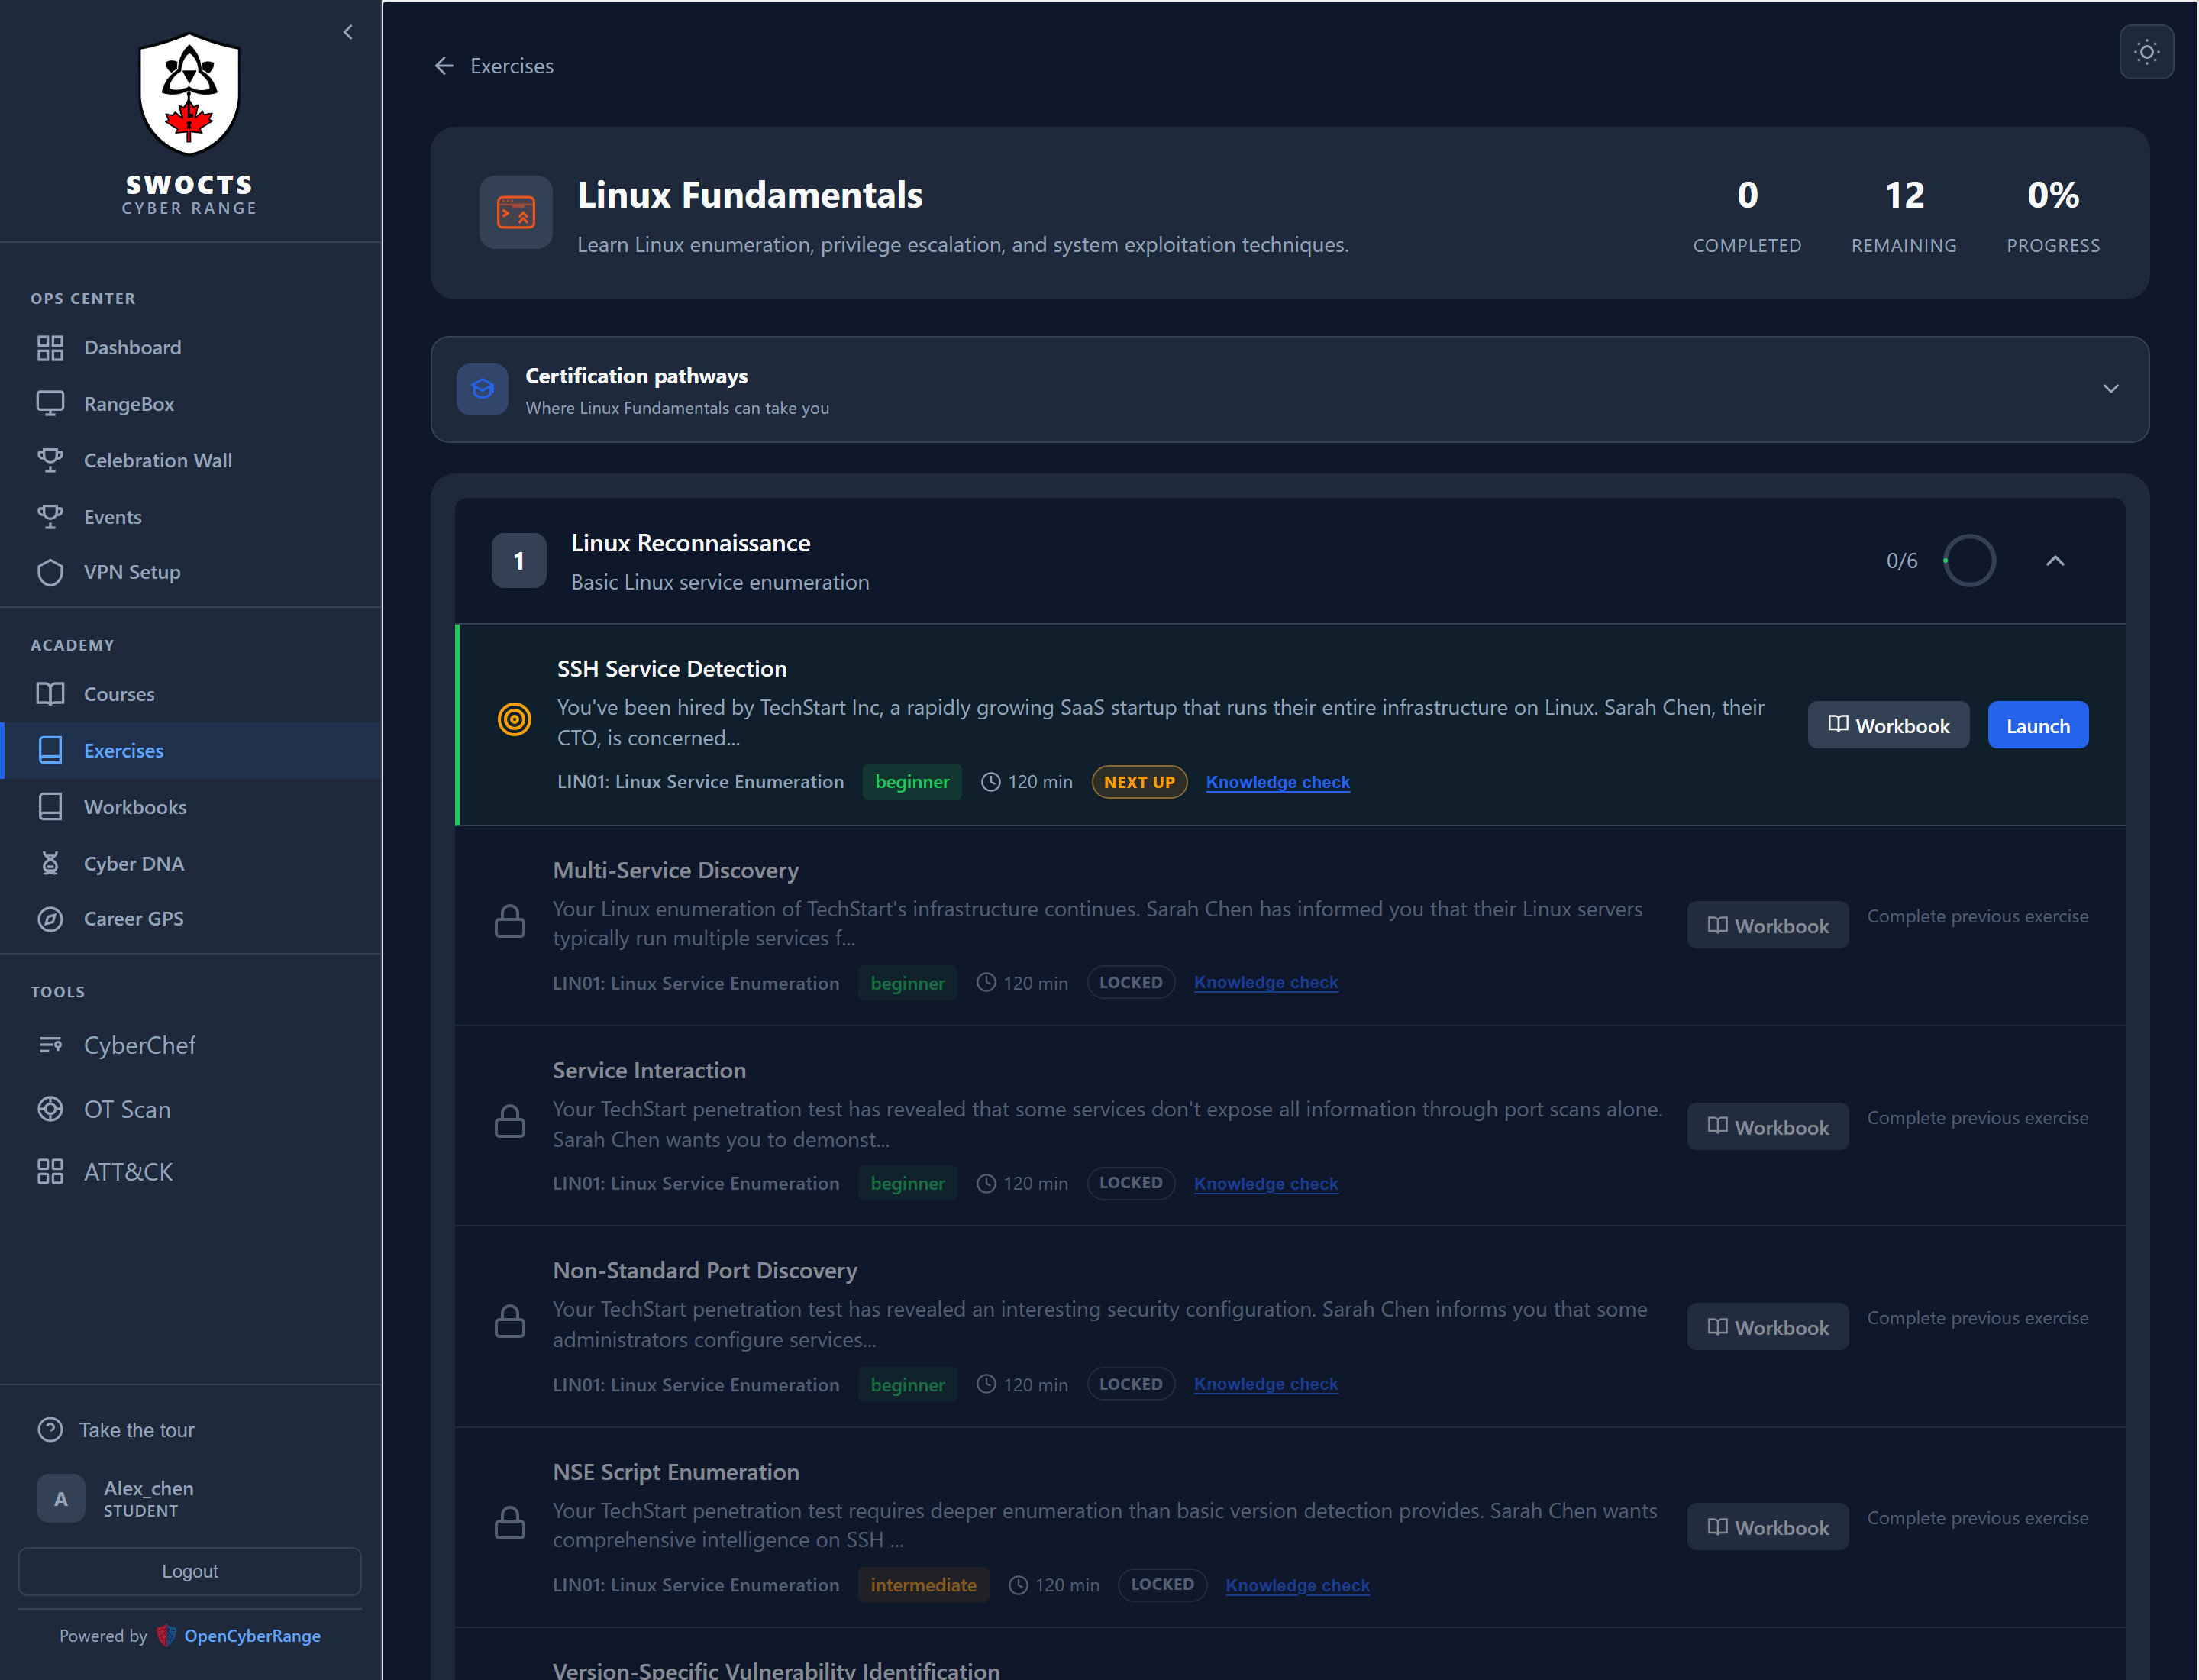 SWOCTS
CYBER RANGE
OPS CENTER
Dashboard
RangeBox
Celebration Wall
Events
VPN Setup
ACADEMY
Courses
Exercises
Workbooks
Cyber DNA
Career GPS
TOOLS
CyberChef
OT Scan
ATT&CK
Take the tour
A
Alex_chen
STUDENT
Logout
Powered by OpenCyberRange
Exercises
Linux Fundamentals
Learn Linux enumeration, privilege escalation, and system exploitation techniques.
0
COMPLETED
12
REMAINING
0%
PROGRESS
Certification pathways
Where Linux Fundamentals can take you
1
Linux Reconnaissance
Basic Linux service enumeration
0/6
SSH Service Detection
You've been hired by TechStart Inc, a rapidly growing SaaS startup that runs their entire infrastructure on Linux. Sarah Chen, their
CTO, is concerned...
LIN01: Linux Service Enumeration beginner 120 min NEXT UP Knowledge check
Workbook
Launch
Multi-Service Discovery
Your Linux enumeration of TechStart's infrastructure continues. Sarah Chen has informed you that their Linux servers
typically run multiple services f...
LIN01: Linux Service Enumeration beginner 120 min LOCKED Knowledge check
Workbook
Complete previous exercise
Service Interaction
Your TechStart penetration test has revealed that some services don't expose all information through port scans alone.
Sarah Chen wants you to demonst...
LIN01: Linux Service Enumeration beginner 120 min LOCKED Knowledge check
Workbook
Complete previous exercise
Non-Standard Port Discovery
Your TechStart penetration test has revealed an interesting security configuration. Sarah Chen informs you that some
administrators configure services...
LIN01: Linux Service Enumeration beginner 120 min LOCKED Knowledge check
Workbook
Complete previous exercise
NSE Script Enumeration
Your TechStart penetration test requires deeper enumeration than basic version detection provides. Sarah Chen wants
comprehensive intelligence on SSH ...
LIN01: Linux Service Enumeration intermediate 120 min LOCKED Knowledge check
Workbook
Complete previous exercise
Version-Specific Vulnerability Identification